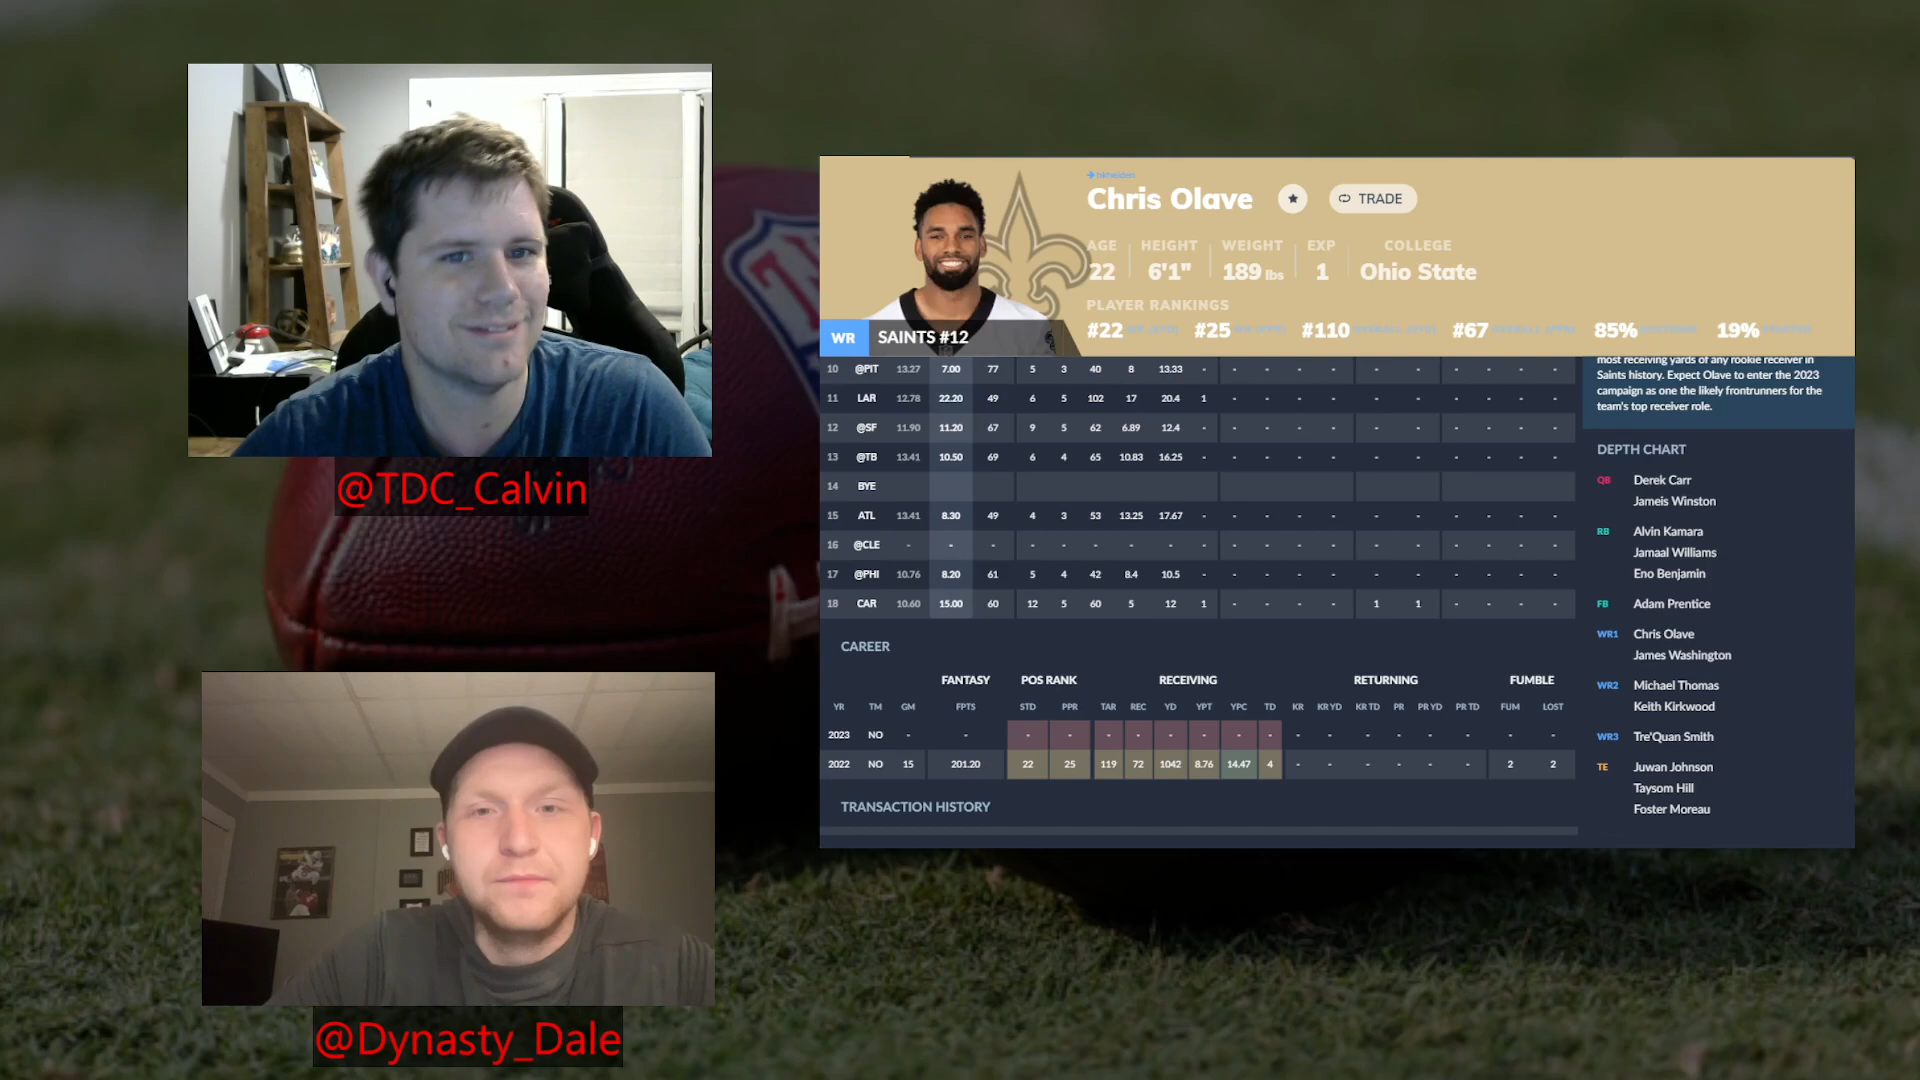 @TDC_Calvin
@Dynasty_Dale
Chris Olave
TRADE
AGE HEIGHT WEIGHT EXP COLLEGE
22 6'1" 189 lbs 1 Ohio State
PLAYER RANKINGS
#22 #25 #110 #67 85% 19%
WR SAINTS #12
10 @PIT 13.27 7.00 77 5 3 40 8 13.33 - - - - - - - - - - -
11 LAR 12.78 22.20 49 6 5 102 17 20.4 1 - - - - - - - - - -
12 @SF 11.90 11.20 67 9 5 62 6.89 12.4 - - - - - - - - - - -
13 @TB 13.41 10.50 69 6 4 65 10.83 16.25 - - - - - - - - - - -
14 BYE
15 ATL 13.41 8.30 49 4 3 53 13.25 17.67 - - - - - - - - - - -
16 @CLE - - - - - - - - - - - - - - - - - - -
17 @PHI 10.76 8.20 61 5 4 42 8.4 10.5 - - - - - - - - - - -
18 CAR 10.60 15.00 60 12 5 60 5 12 1 - - - - 1 1 - - - -
CAREER
FANTASY POS RANK RECEIVING RETURNING FUMBLE
YR TM GM FPTS STD PPR TAR REC YD YPT YPC TD KR KR YD KR TD PR PR YD PR TD FUM LOST
2023 NO - - - - - - - - - - - - - - - - - -
2022 NO 15 201.20 22 25 119 72 1042 8.76 14.47 4 - - - - - - 2 2
TRANSACTION HISTORY
most receiving yards of any rookie receiver in
Saints history. Expect Olave to enter the 2023
campaign as one the likely frontrunners for the
team's top receiver role.
DEPTH CHART
QB Derek Carr
Jameis Winston
RB Alvin Kamara
Jamaal Williams
Eno Benjamin
FB Adam Prentice
WR1 Chris Olave
James Washington
WR2 Michael Thomas
Keith Kirkwood
WR3 Tre'Quan Smith
TE Juwan Johnson
Taysom Hill
Foster Moreau